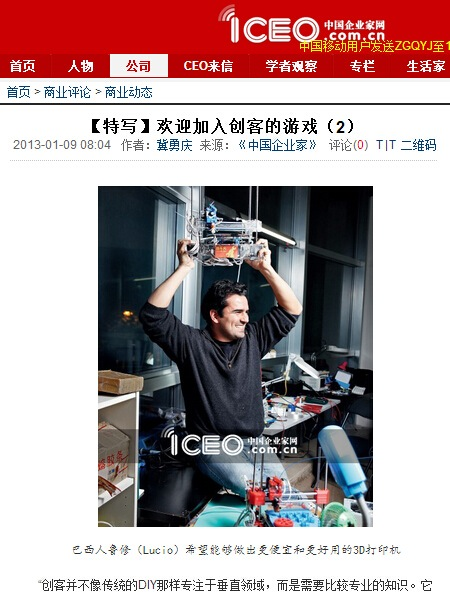 iCEO 中国企业家网 .com.cn
中国移动用户发送ZGQYJ至1
首页 人物 公司 CEO来信 学者观察 专栏 生活家
首页 > 商业评论 > 商业动态
【特写】欢迎加入创客的游戏（2）
2013-01-09 08:04 作者：冀勇庆 来源：《中国企业家》 评论(0) T|T 二维码
iCEO 中国企业家网 .com.cn
巴西人鲁修（Lucio）希望能够做出更便宜和更好用的3D打印机
“创客并不像传统的DIY那样专注于垂直领域，而是需要比较专业的知识。它